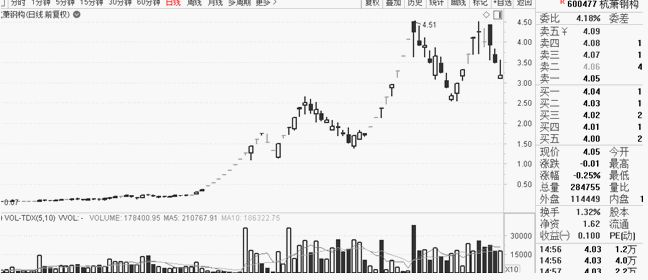 分时 1分钟 5分钟 15分钟 30分钟 60分钟 日线 周线 月线 多周期 更多>
复权 叠加 历史 统计 画线 标记 +自选 返回
R 600477 杭萧钢构
萧钢构(日线 前复权)
4.51
0.67
4.50
4.00
3.50
3.00
2.50
2.00
1.50
1.00
0.50
委比 4.18% 委差
卖五 4.09
卖四 4.08 1
卖三 4.07 1
卖二 4.06 4
卖一 4.05
买一 4.04 1
买二 4.03 1
买三 4.02 2
买四 4.01 1
买五 4.00 2
现价 4.05 今开
涨跌 -0.01 最高
涨幅 -0.25% 最低
总量 284755 量比
外盘 114449 内盘 1
换手 1.32% 股本
净资 1.62 流通
收益㈠ 0.100 PE(动)
14:56 4.03 1.2万
14:56 4.03 4.0万
14:57 4.03 2.2万
VOL-TDX(5,10) VVOL: - VOLUME: 178400.95 MA5: 210767.91 MA10: 186322.75
30000
15000
X10